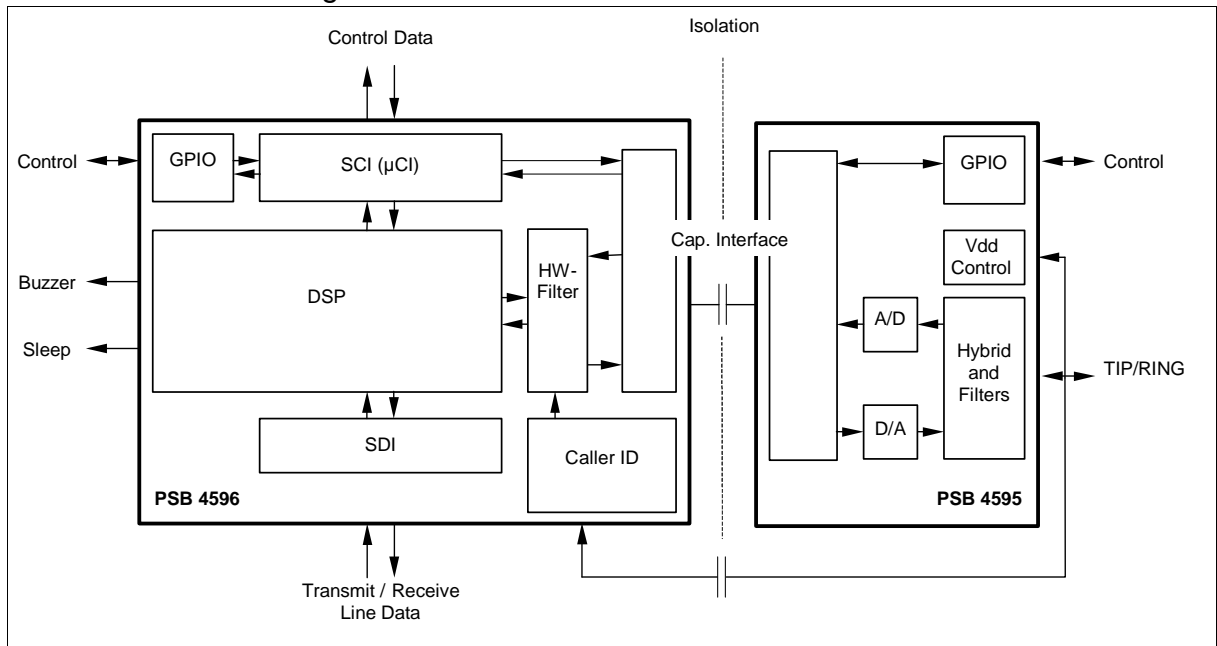 Control Data
Isolation
Control
GPIO
SCI (µCI)
GPIO
Control
Cap. Interface
Vdd
Control
Buzzer
DSP
HW-
Filter
A/D
Sleep
Hybrid
and
Filters
TIP/RING
D/A
SDI
Caller ID
PSB 4596
PSB 4595
Transmit / Receive
Line Data